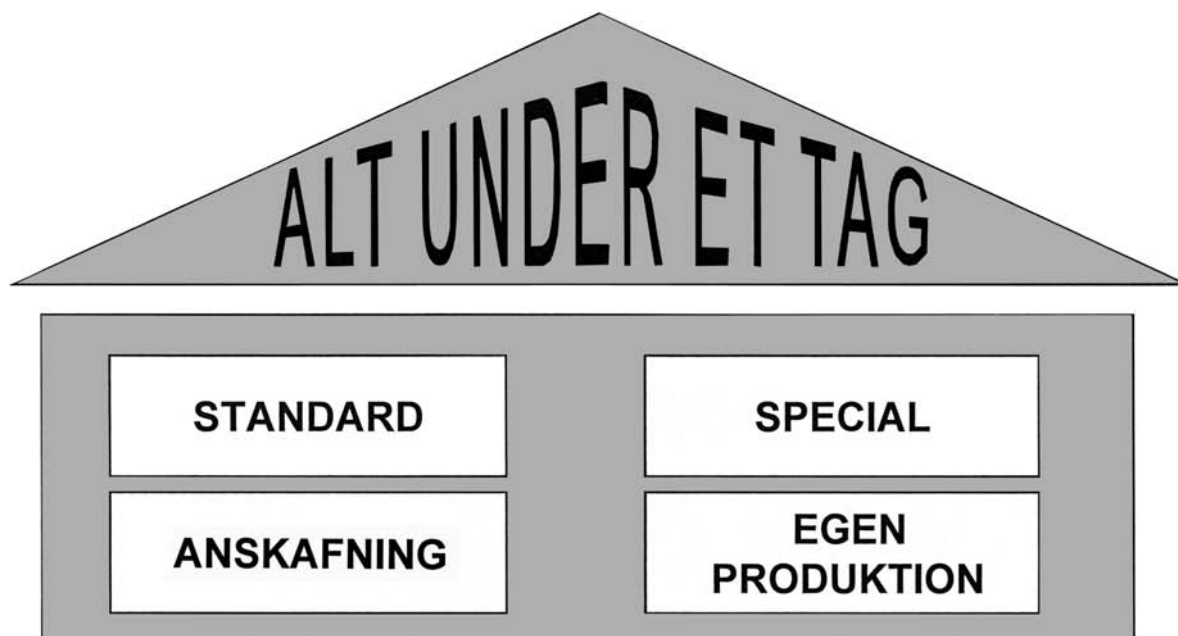 ALT UNDER ET TAG
STANDARD
SPECIAL
ANSKAFNING
EGEN
PRODUKTION